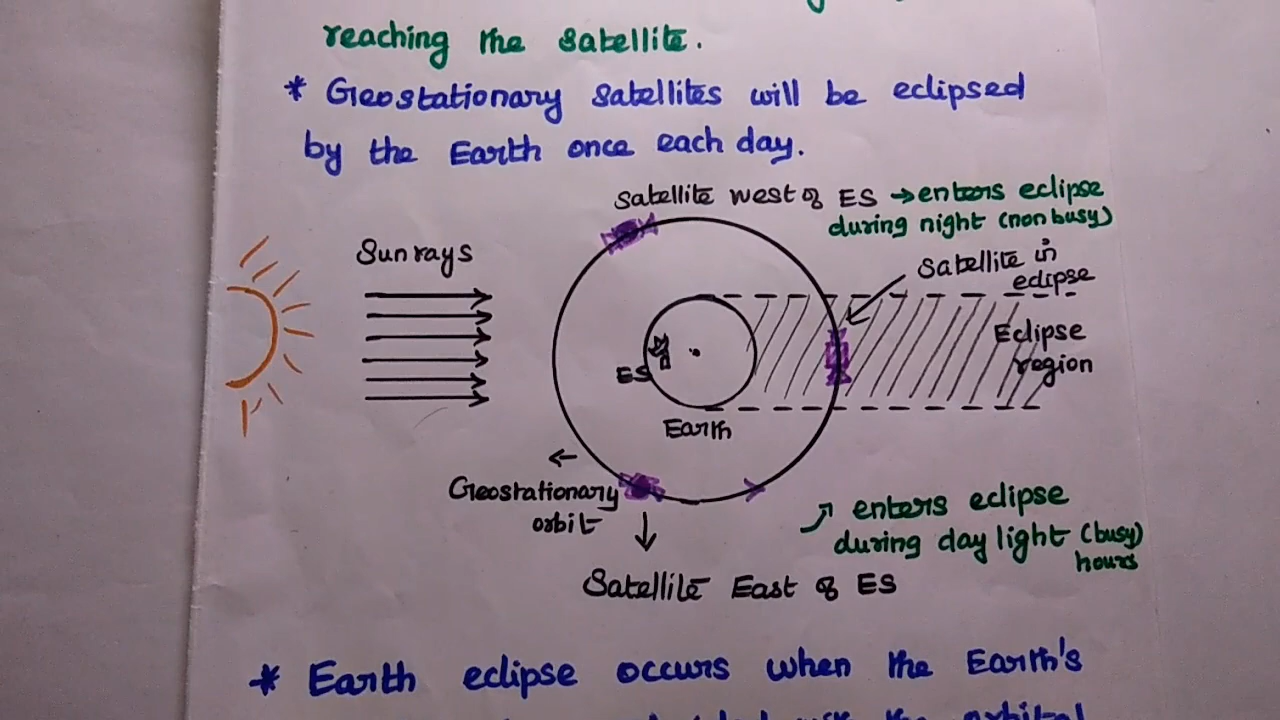 reaching the satellite.
* Geostationary satellites will be eclipsed
by the Earth once each day.
Satellite west of ES → enters eclipse
during night (non busy)
Sun rays
Satellite in
eclipse
Eclipse
region
ES
Earth
←
Geostationary
orbit
enters eclipse
during day light (busy)
hours
Satellite East of ES
* Earth eclipse occurs when the Earth's
the orbital